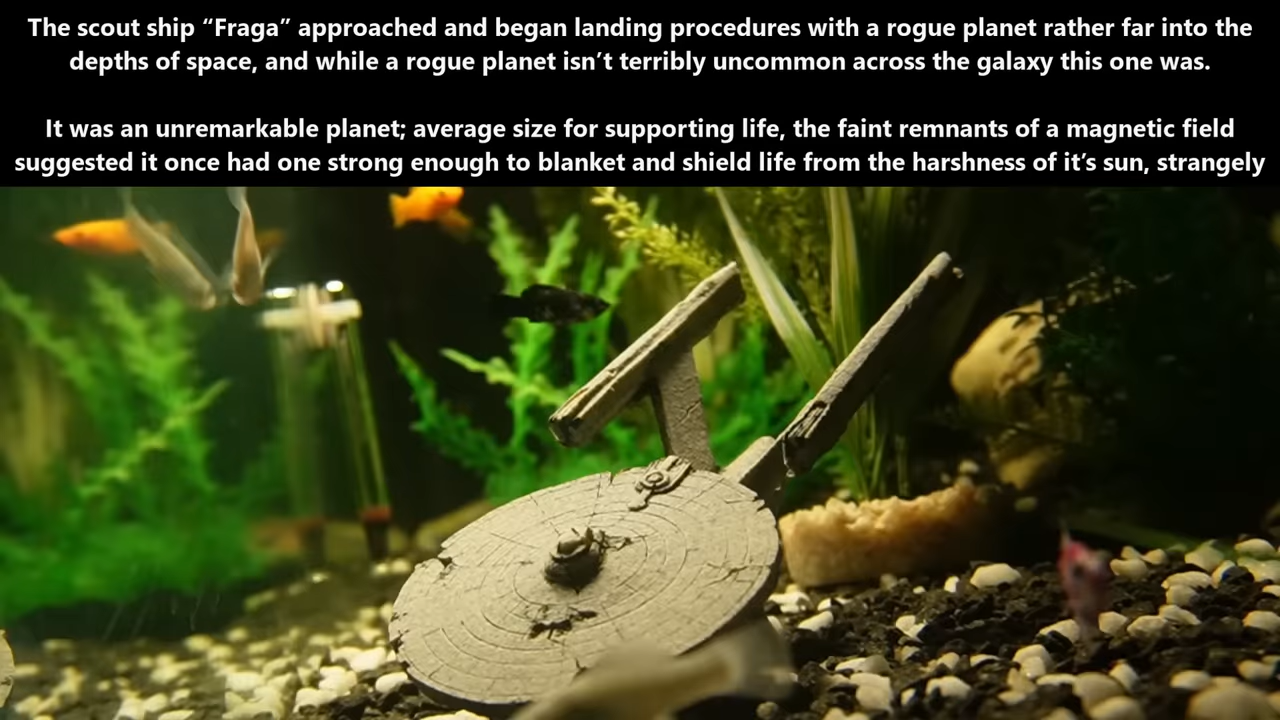 The scout ship “Fraga” approached and began landing procedures with a rogue planet rather far into the
depths of space, and while a rogue planet isn’t terribly uncommon across the galaxy this one was.
It was an unremarkable planet; average size for supporting life, the faint remnants of a magnetic field
suggested it once had one strong enough to blanket and shield life from the harshness of it’s sun, strangely